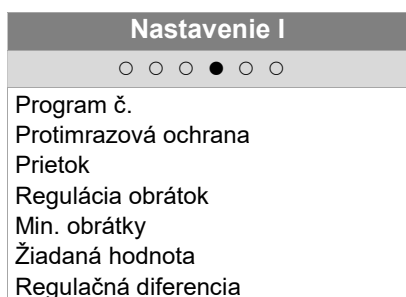 Nastavenie I
Program č.
Protimrazová ochrana
Prietok
Regulácia obrátok
Min. obrátky
Žiadaná hodnota
Regulačná diferencia